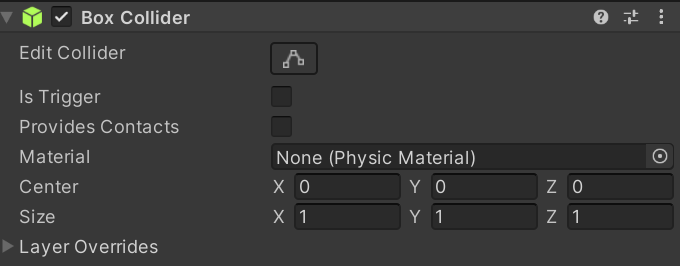 Box Collider
Edit Collider
Is Trigger
Provides Contacts
Material None (Physic Material)
Center X 0 Y 0 Z 0
Size X 1 Y 1 Z 1
Layer Overrides